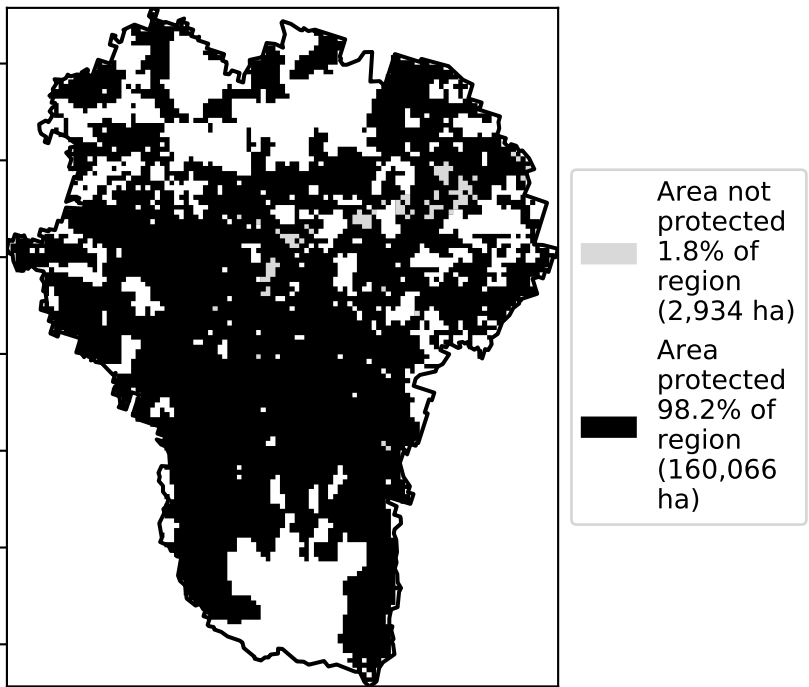 Area not
protected
1.8% of
region
(2,934 ha)
Area
protected
98.2% of
region
(160,066
ha)